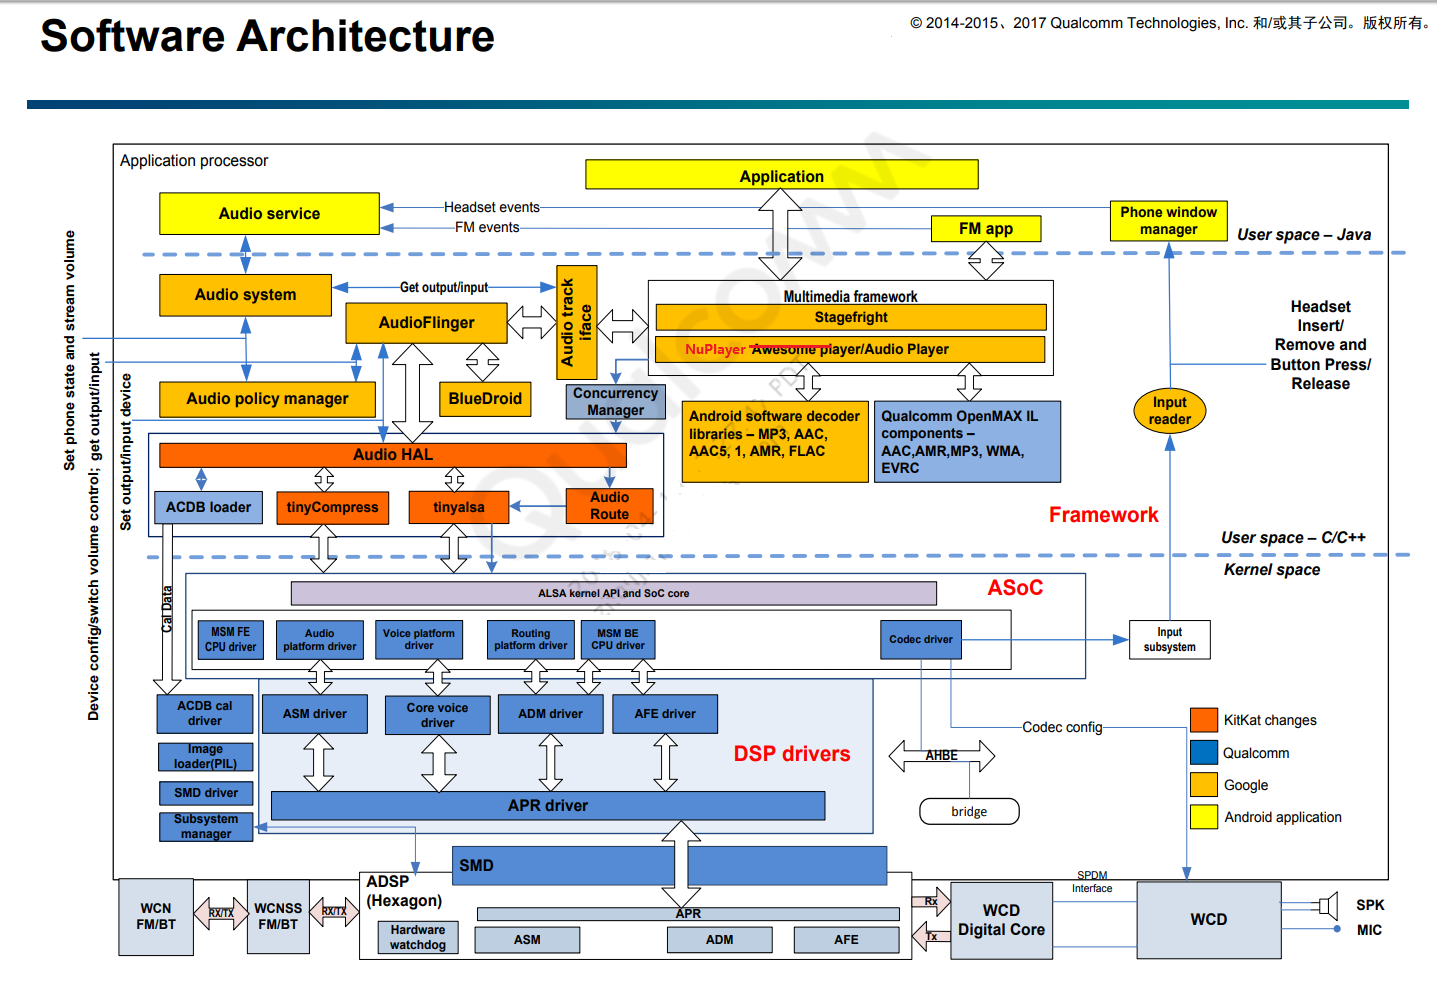 Software Architecture
© 2014-2015、2017 Qualcomm Technologies, Inc. 和/或其子公司。版权所有。
Application processor
Application
Audio service
Headset events
FM events
FM app
Phone window
manager
User space – Java
Audio system
Get output/input
AudioFlinger
Audio track
iface
Multimedia framework
Stagefright
NuPlayer Awesome player/Audio Player
Headset
Insert/
Remove and
Button Press/
Release
Set phone state and stream volume
Device config/switch volume control; get output/input
Set output/input device
Audio policy manager
BlueDroid
Concurrency
Manager
Android software decoder
libraries – MP3, AAC,
AAC5, 1, AMR, FLAC
Qualcomm OpenMAX IL
components –
AAC,AMR,MP3, WMA,
EVRC
Input
reader
Audio HAL
ACDB loader
tinyCompress
tinyalsa
Audio
Route
Framework
User space – C/C++
Kernel space
Cal Data
ALSA kernel API and SoC core
ASoC
MSM FE
CPU driver
Audio
platform driver
Voice platform
driver
Routing
platform driver
MSM BE
CPU driver
Codec driver
Input
subsystem
ACDB cal
driver
ASM driver
Core voice
driver
ADM driver
AFE driver
Image
loader(PIL)
DSP drivers
AHBE
Codec config
KitKat changes
Qualcomm
Google
Android application
SMD driver
APR driver
bridge
Subsystem
manager
SMD
ADSP
(Hexagon)
SPDM
Interface
WCN
FM/BT
RX/TX
WCNSS
FM/BT
RX/TX
Hardware
watchdog
APR
ASM
ADM
AFE
Rx
Tx
WCD
Digital Core
WCD
SPK
MIC
Qualcomm